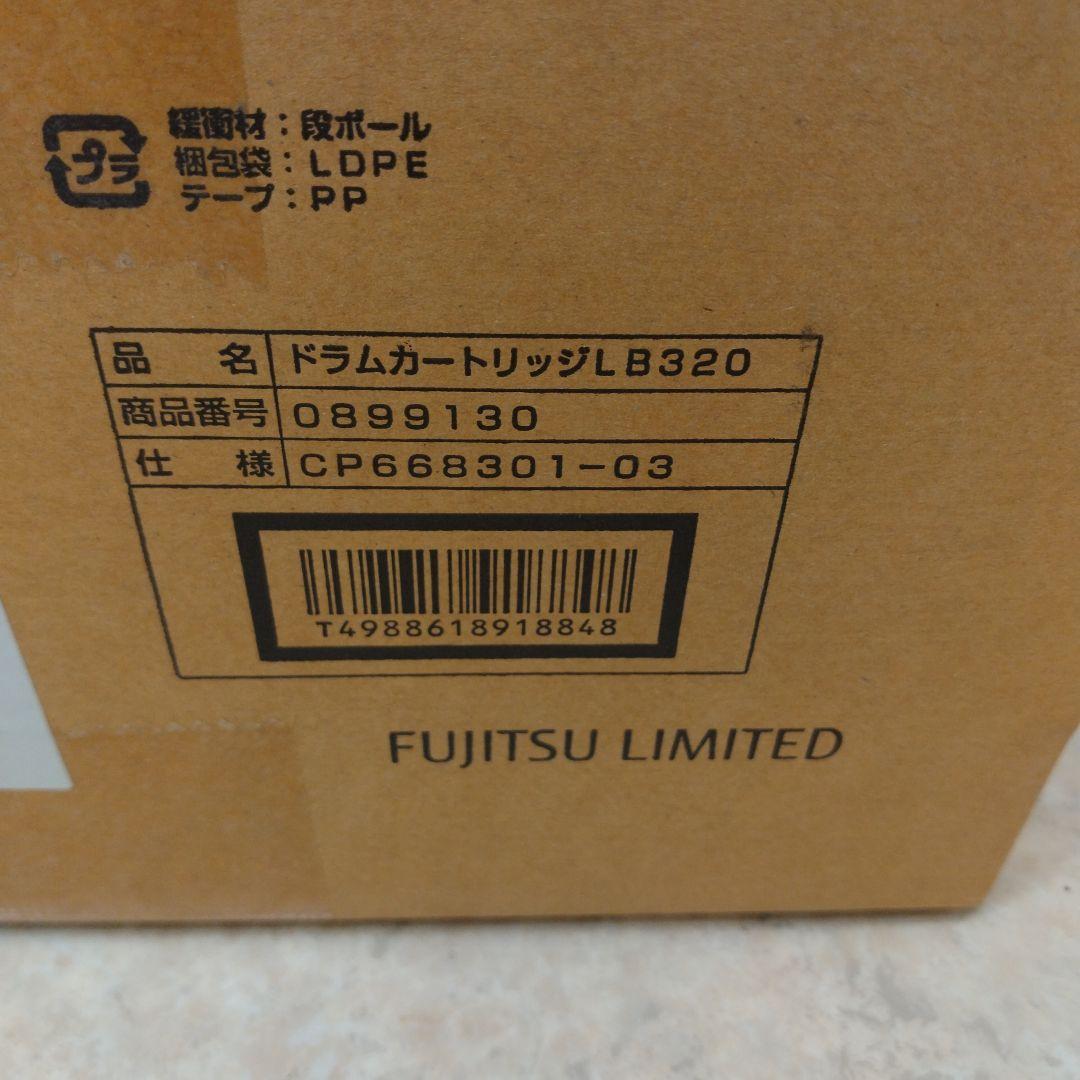 プラ
緩衝材：段ボール
梱包袋：LDPE
テープ：PP
品名 ドラムカートリッジLB320
商品番号 0899130
仕様 CP668301-03
T4988618918848
FUJITSU LIMITED